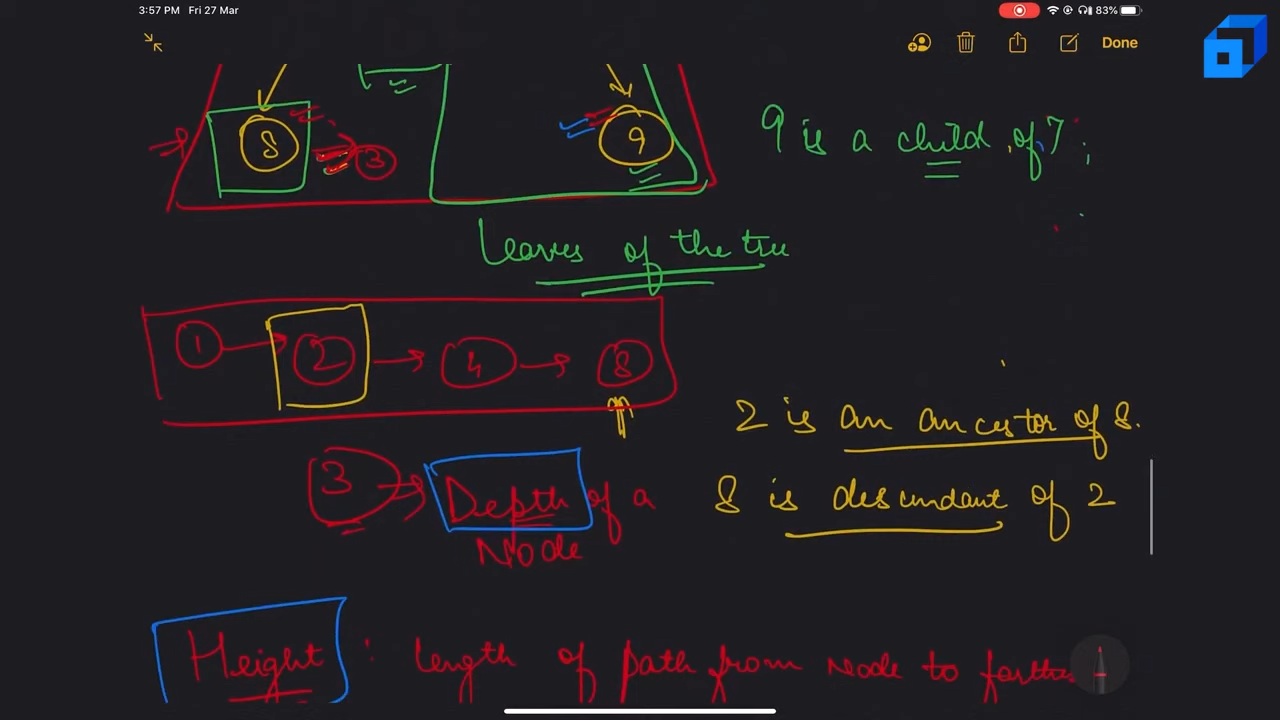 3:57 PM Fri 27 Mar
83%
Done
8
3
9
9 is a child of 7;
Leaves of the tree
1 2 4 8
2 is an ancestor of 8.
3 Depth of a
Node
8 is descendant of 2
Height : length of path from Node to